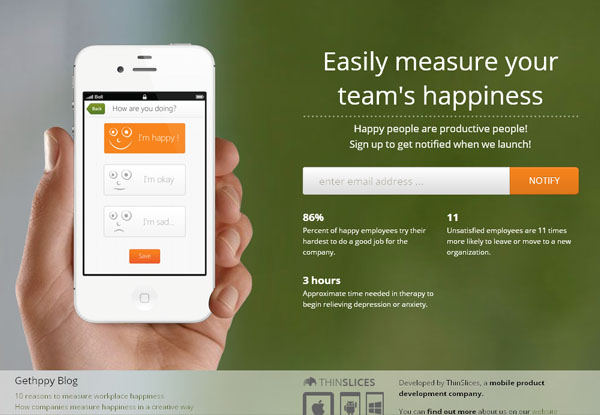 Bell
Back
How are you doing?
I'm happy !
I'm okay
I'm sad...
Save
Easily measure your
team's happiness
Happy people are productive people!
Sign up to get notified when we launch!
enter email address ...
NOTIFY
86%
Percent of happy employees try their
hardest to do a good job for the
company.
11
Unsatisfied employees are 11 times
more likely to leave or move to a new
organization.
3 hours
Approximate time needed in therapy to
begin relieving depression or anxiety.
Gethppy Blog
10 reasons to measure workplace happiness
How companies measure happiness in a creative way
THINSLICES
Developed by ThinSlices, a mobile product
development company.
You can find out more about us on our website